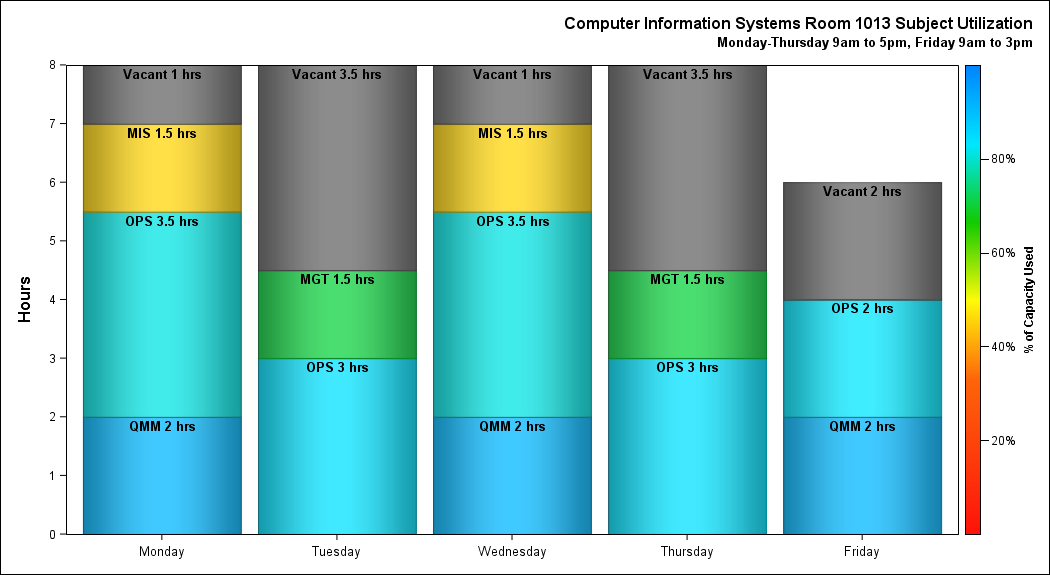 Computer Information Systems Room 1013 Subject Utilization
Monday-Thursday 9am to 5pm, Friday 9am to 3pm
8
7
6
5
4
3
2
1
0
Hours
Vacant 1 hrs
MIS 1.5 hrs
OPS 3.5 hrs
QMM 2 hrs
Vacant 3.5 hrs
MGT 1.5 hrs
OPS 3 hrs
Vacant 1 hrs
MIS 1.5 hrs
OPS 3.5 hrs
QMM 2 hrs
Vacant 3.5 hrs
MGT 1.5 hrs
OPS 3 hrs
Vacant 2 hrs
OPS 2 hrs
QMM 2 hrs
Monday
Tuesday
Wednesday
Thursday
Friday
80%
60%
40%
20%
% of Capacity Used